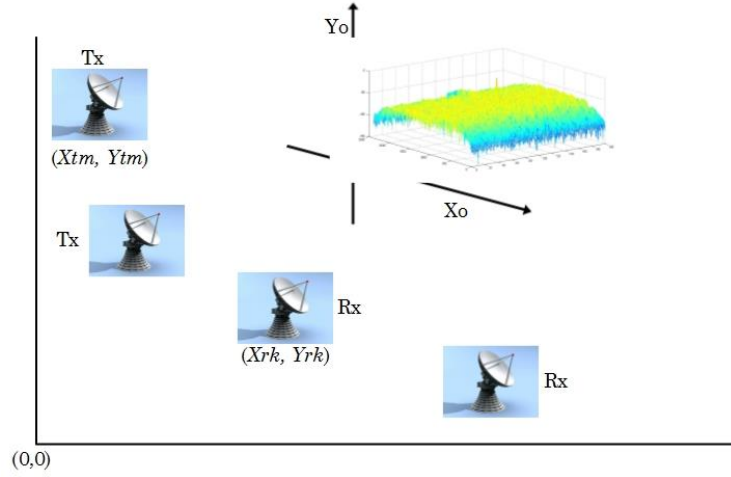 Yo
Tx
(Xtm, Ytm)
Xo
Tx
Rx
(Xrk, Yrk)
Rx
(0,0)